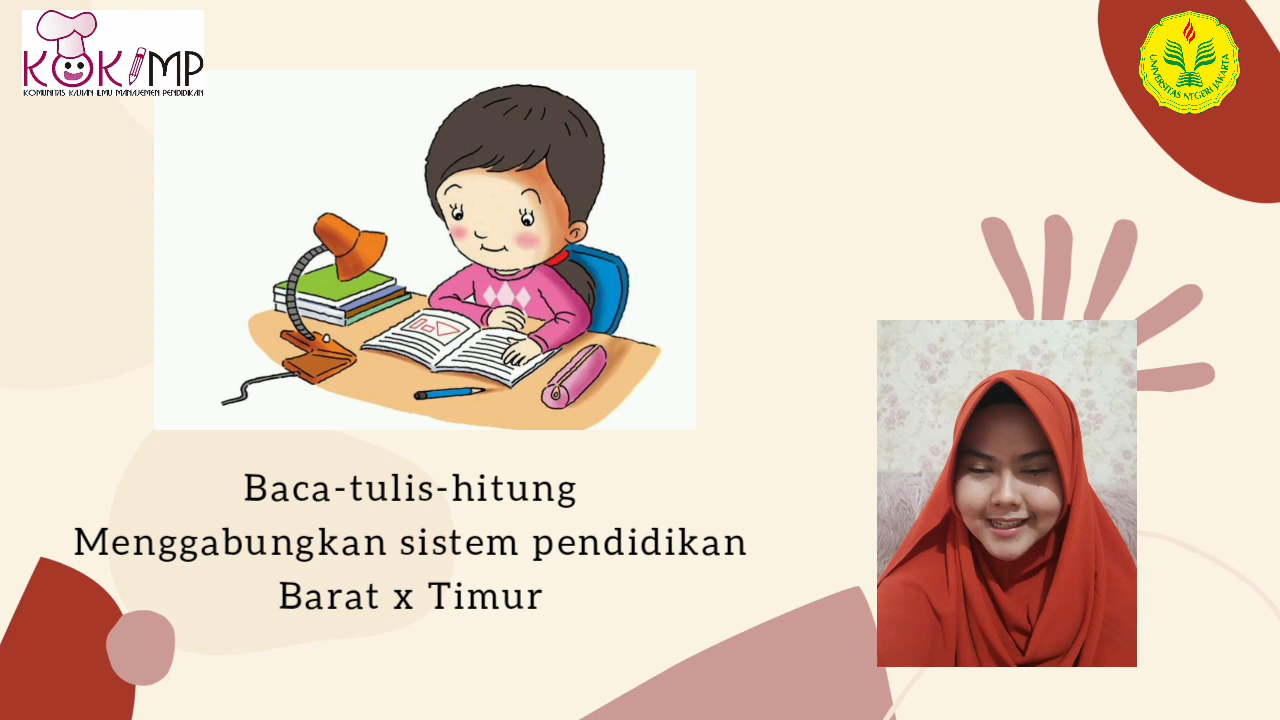 KOKIMP
KOMUNITAS KAJIAN ILMU MANAJEMEN PENDIDIKAN
UNIVERSITAS NEGERI JAKARTA
Baca-tulis-hitung
Menggabungkan sistem pendidikan
Barat x Timur